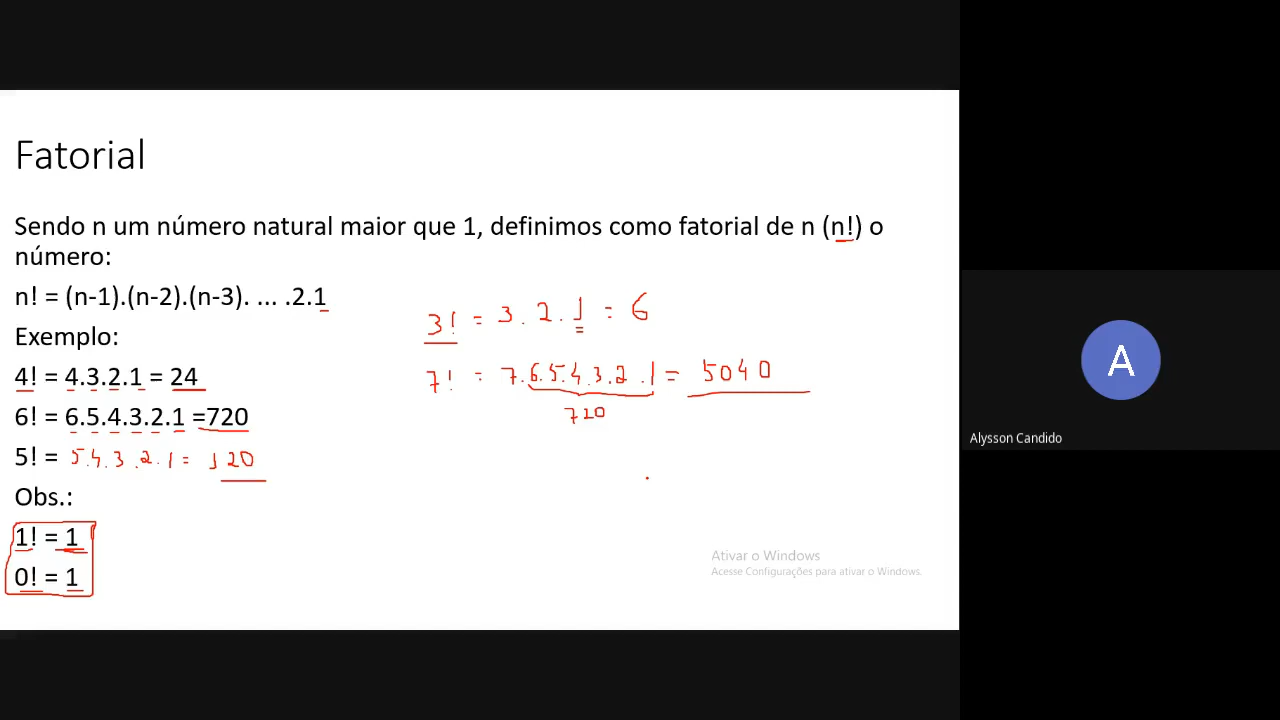 Fatorial
Sendo n um número natural maior que 1, definimos como fatorial de n (n!) o
número:
n! = (n-1).(n-2).(n-3). ... .2.1
Exemplo:
4! = 4.3.2.1 = 24
6! = 6.5.4.3.2.1 =720
5! = 5.4.3.2.1 = 120
Obs.:
1! = 1
0! = 1
3! = 3.2.1 = 6
7! = 7.6.5.4.3.2.1 = 5040
720
Ativar o Windows
Acesse Configurações para ativar o Windows.
A
Alysson Candido